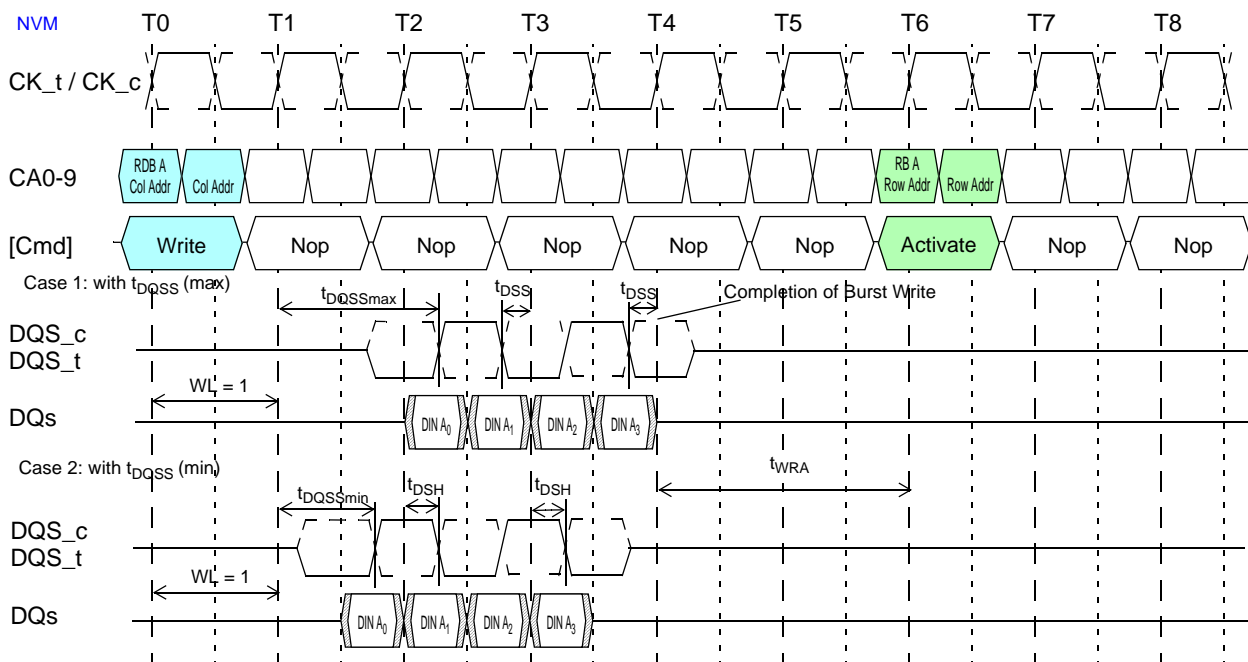 NVM T0 T1 T2 T3 T4 T5 T6 T7 T8
CK_t / CK_c
CA0-9
RDB A
Col Addr
Col Addr
RB A
Row Addr
Row Addr
[Cmd] Write Nop Nop Nop Nop Nop Activate Nop Nop
Case 1: with tDQSS (max)
tDQSSmax
tDSS
tDSS
Completion of Burst Write
DQS_c
DQS_t
WL = 1
DQs DIN A0 DIN A1 DIN A2 DIN A3
Case 2: with tDQSS (min)
tDQSSmin
tDSH
tDSH
tWRA
DQS_c
DQS_t
WL = 1
DQs DIN A0 DIN A1 DIN A2 DIN A3